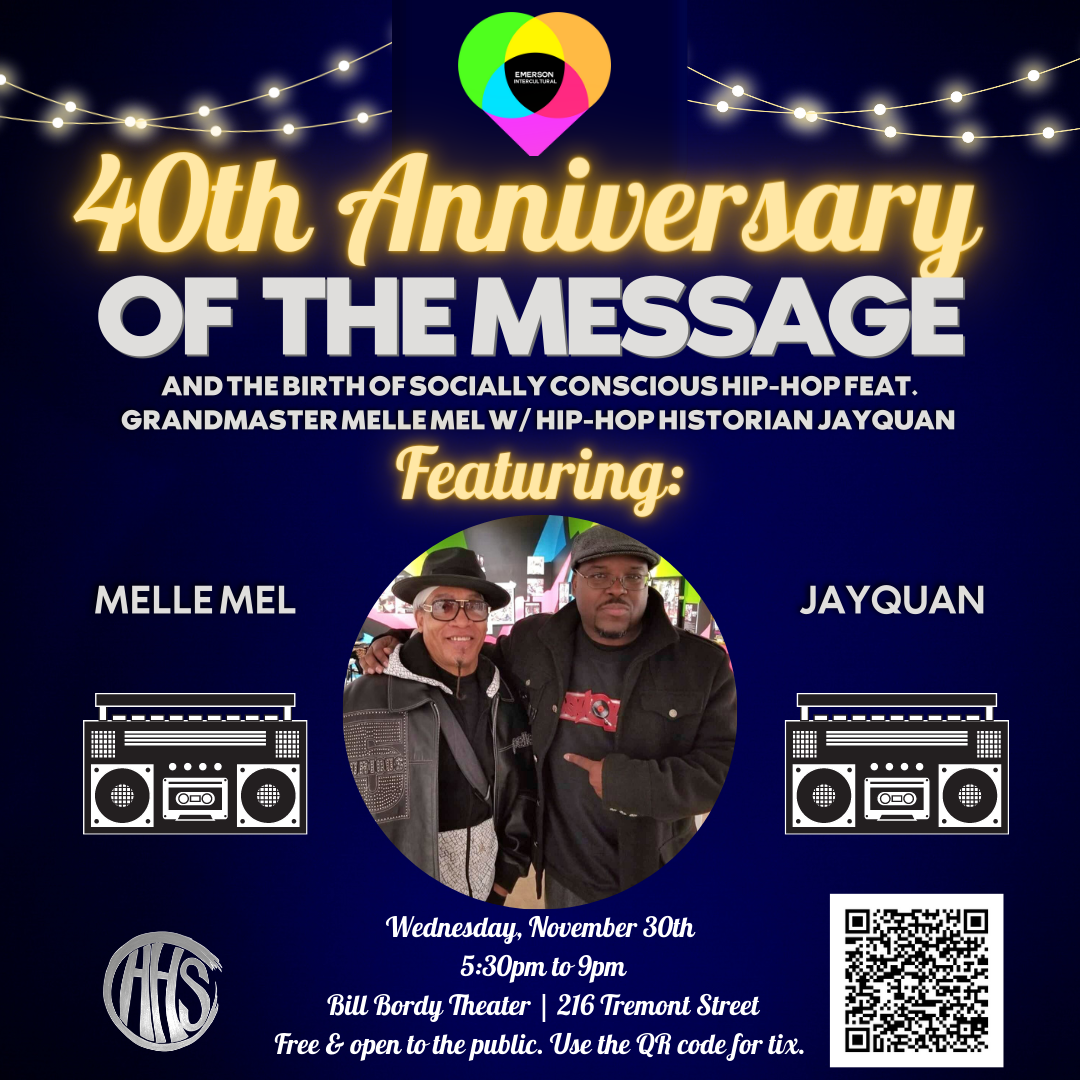 EMERSON
INTERCULTURAL
40th Anniversary
OF THE MESSAGE
AND THE BIRTH OF SOCIALLY CONSCIOUS HIP-HOP FEAT.
GRANDMASTER MELLE MEL W/ HIP-HOP HISTORIAN JAYQUAN
Featuring:
MELLE MEL
JAYQUAN
Wednesday, November 30th
5:30pm to 9pm
Bill Bordy Theater | 216 Tremont Street
Free & open to the public. Use the QR code for tix.
HHS